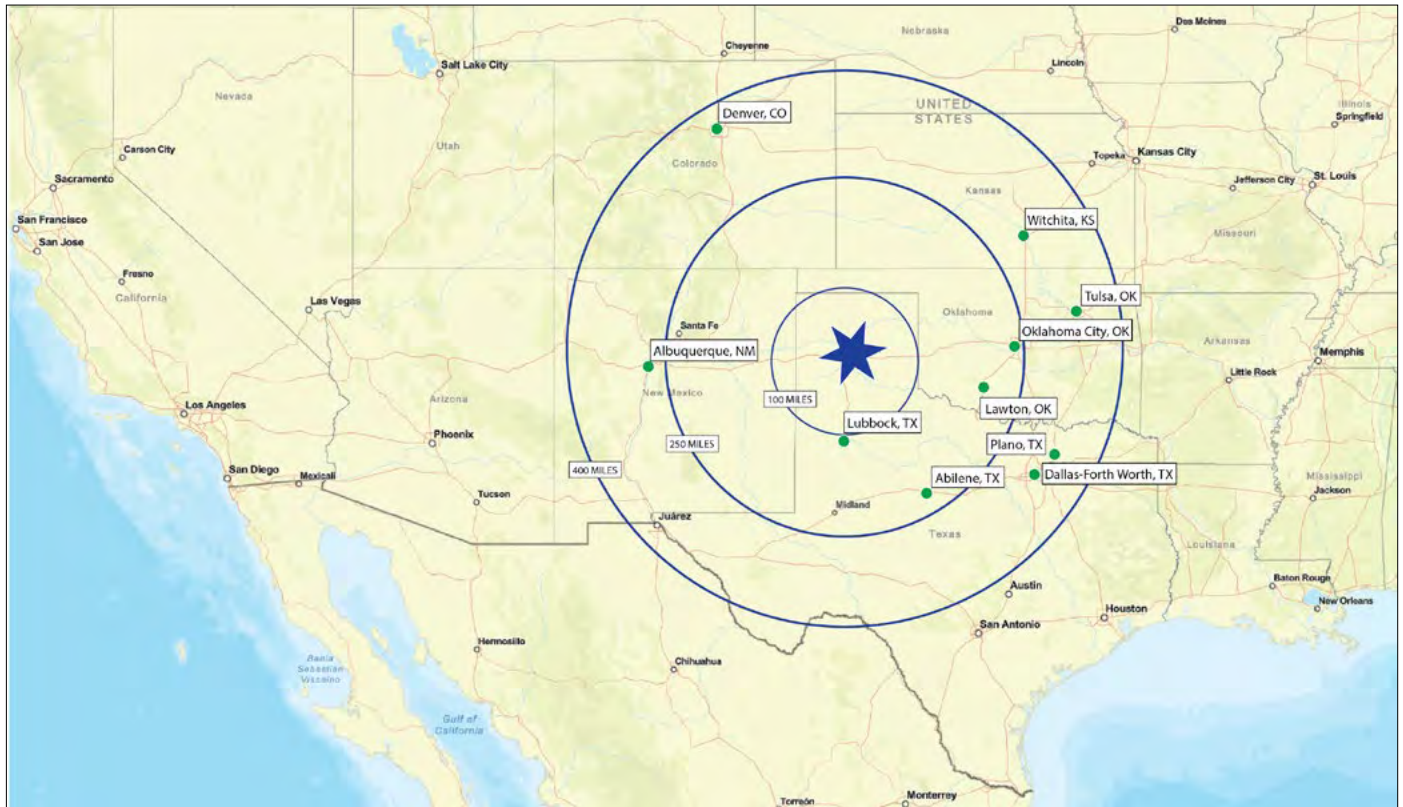 Des Moines
Nebraska
Cheyenne
Lincoln
Salt Lake City
Nevada
UNITED
STATES
Illinois
Denver, CO
Springfield
Carson City
Utah
Colorado
Topeka
Kansas City
Sacramento
Kansas
Jefferson City
St. Louis
San Francisco
Witchita, KS
San Jose
Missouri
Fresno
California
Las Vegas
Tulsa, OK
Oklahoma
Santa Fe
Oklahoma City, OK
Arkansas
Albuquerque, NM
Memphis
Little Rock
Lawton, OK
New Mexico
Arizona
100 MILES
Los Angeles
Lubbock, TX
Phoenix
250 MILES
Plano, TX
400 MILES
San Diego
Mexicali
Abilene, TX
Dallas-Forth Worth, TX
Mississippi
Tucson
Jackson
Midland
Juárez
Texas
Louisiana
Austin
Baton Rouge
New Orleans
Houston
San Antonio
Hermosillo
Bahia
Sebastian
Vizcaino
Chihuahua
Gulf of
California
Torreón
Monterrey